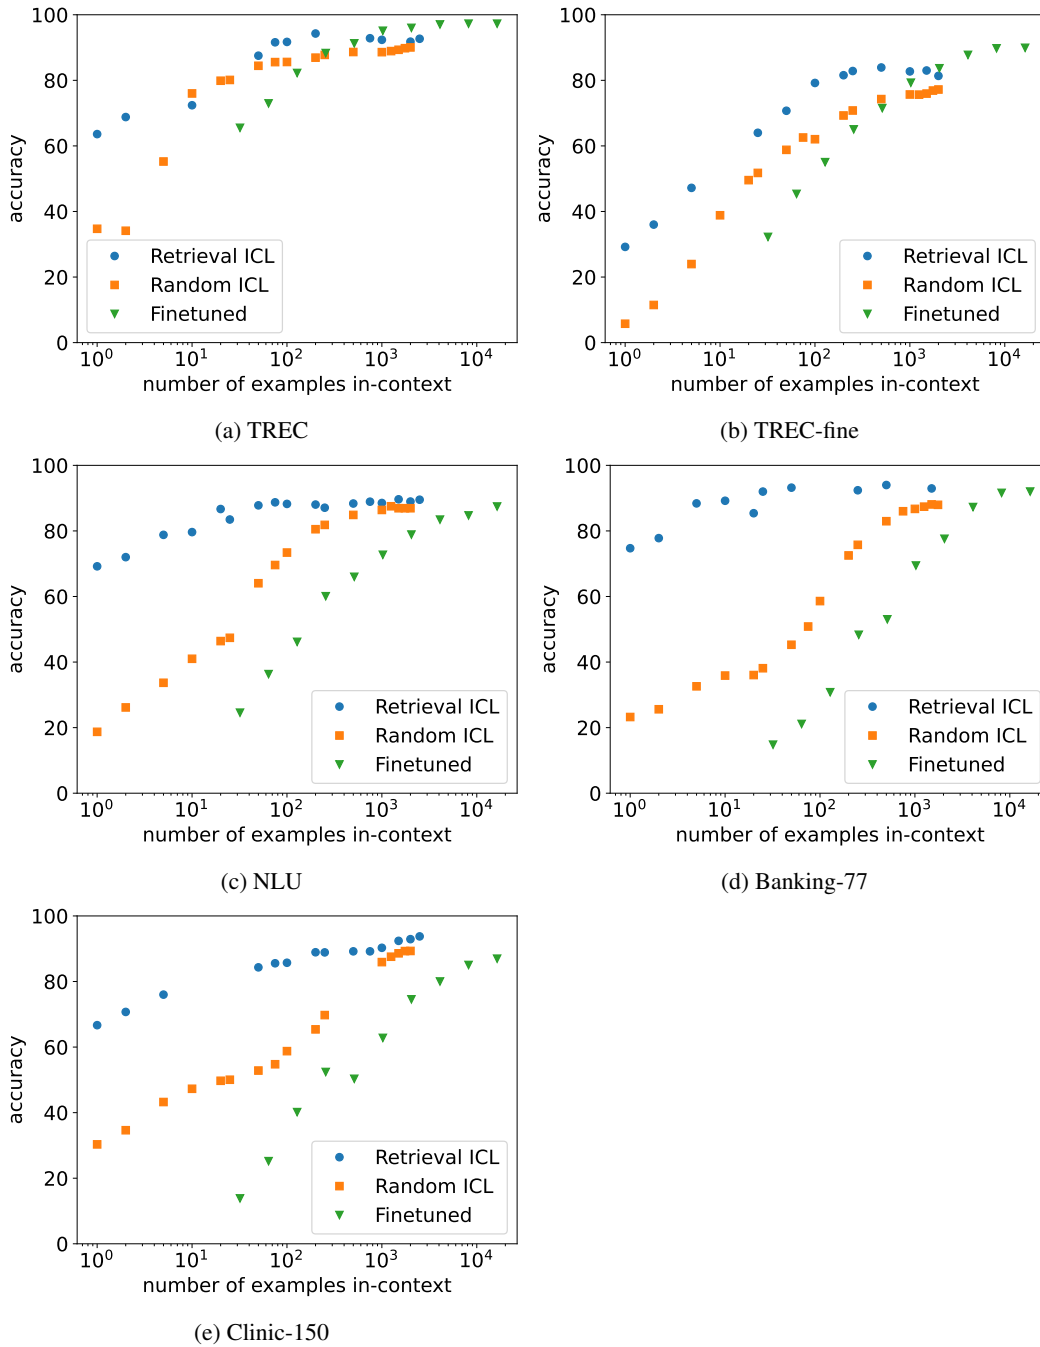 100
80
60
40
20
0
accuracy
Retrieval ICL
Random ICL
Finetuned
10^0 10^1 10^2 10^3 10^4
number of examples in-context
(a) TREC
100
80
60
40
20
0
accuracy
Retrieval ICL
Random ICL
Finetuned
10^0 10^1 10^2 10^3 10^4
number of examples in-context
(b) TREC-fine
100
80
60
40
20
0
accuracy
Retrieval ICL
Random ICL
Finetuned
10^0 10^1 10^2 10^3 10^4
number of examples in-context
(c) NLU
100
80
60
40
20
0
accuracy
Retrieval ICL
Random ICL
Finetuned
10^0 10^1 10^2 10^3 10^4
number of examples in-context
(d) Banking-77
100
80
60
40
20
0
accuracy
Retrieval ICL
Random ICL
Finetuned
10^0 10^1 10^2 10^3 10^4
number of examples in-context
(e) Clinic-150